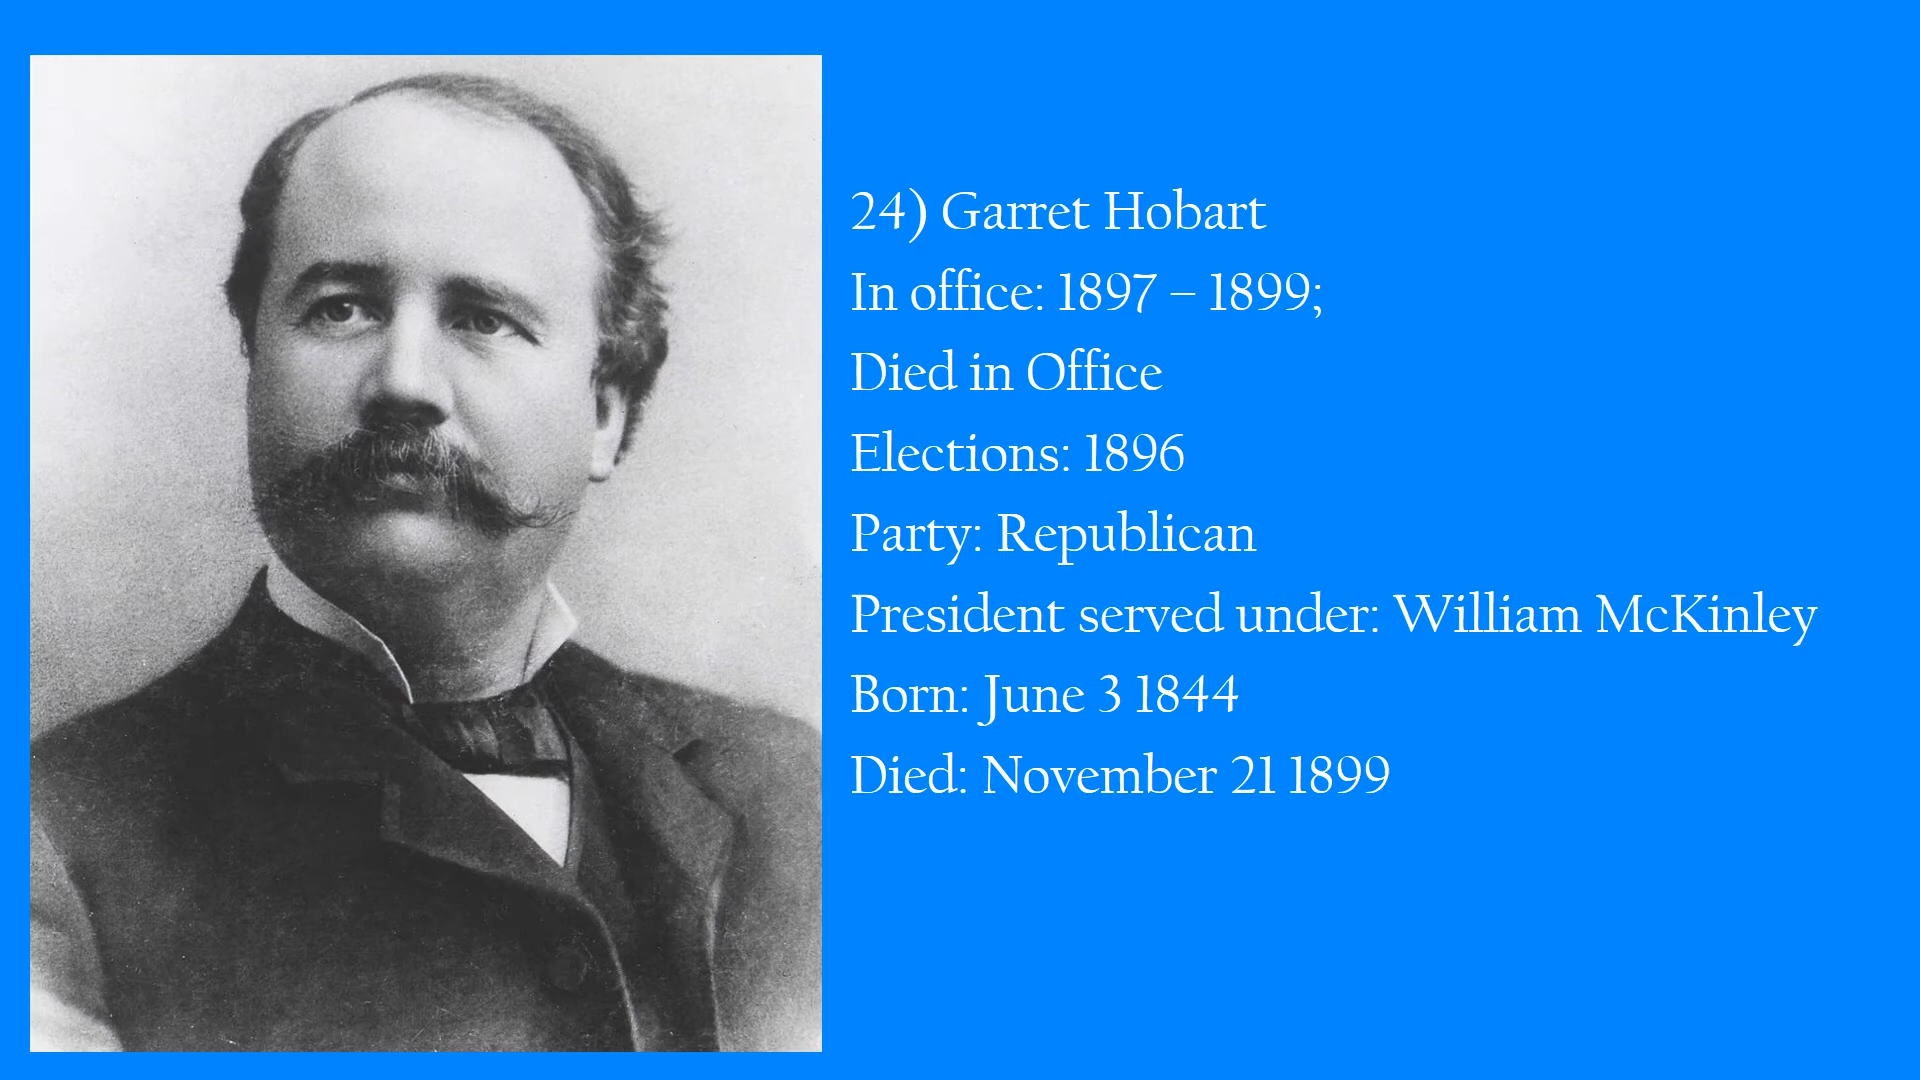 24) Garret Hobart
In office: 1897 – 1899;
Died in Office
Elections: 1896
Party: Republican
President served under: William McKinley
Born: June 3 1844
Died: November 21 1899